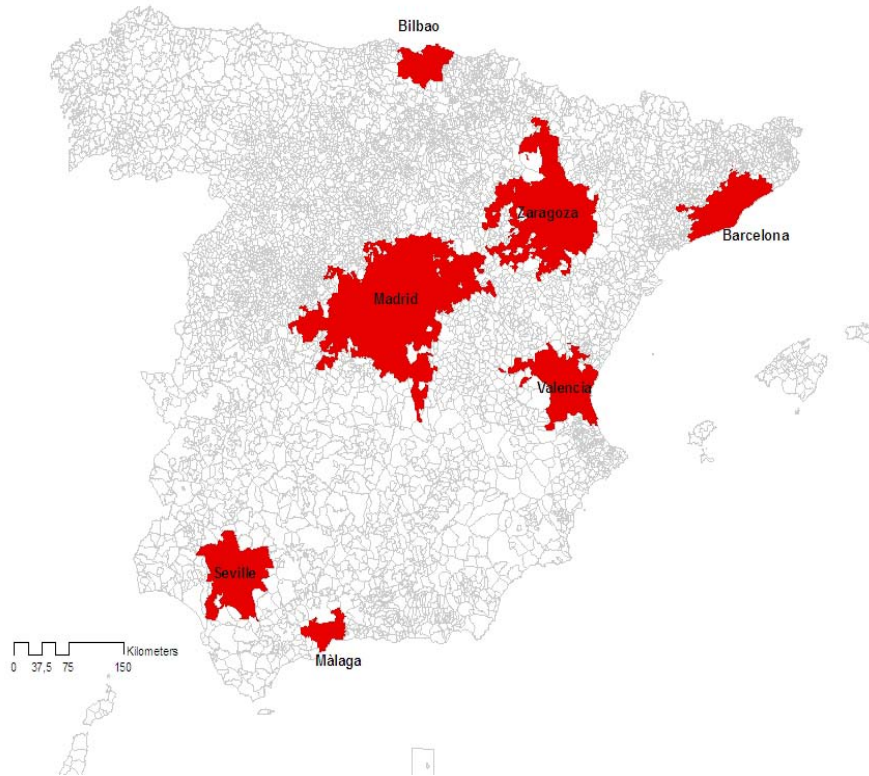 Bilbao
Zaragoza
Barcelona
Madrid
Valencia
Seville
Màlaga
Kilometers
0 37,5 75 150